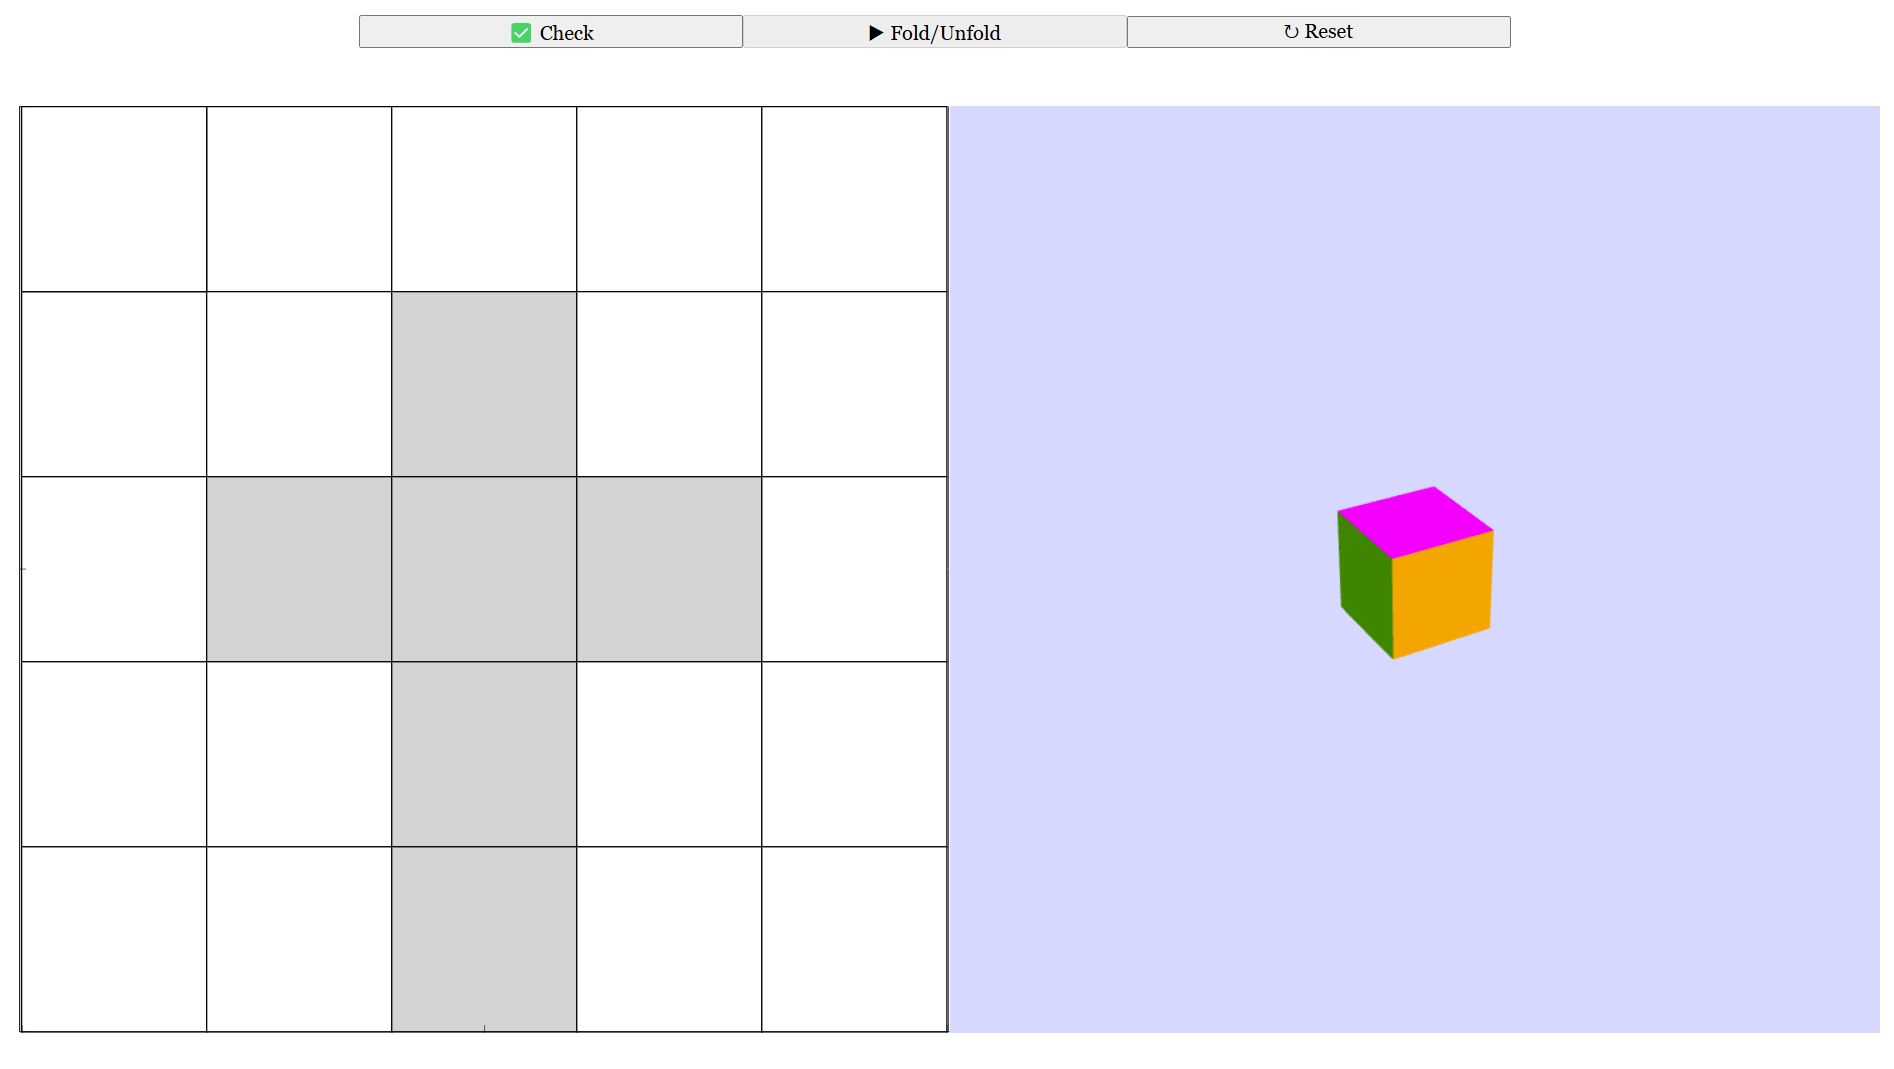 ✅ Check
▶ Fold/Unfold
↻ Reset